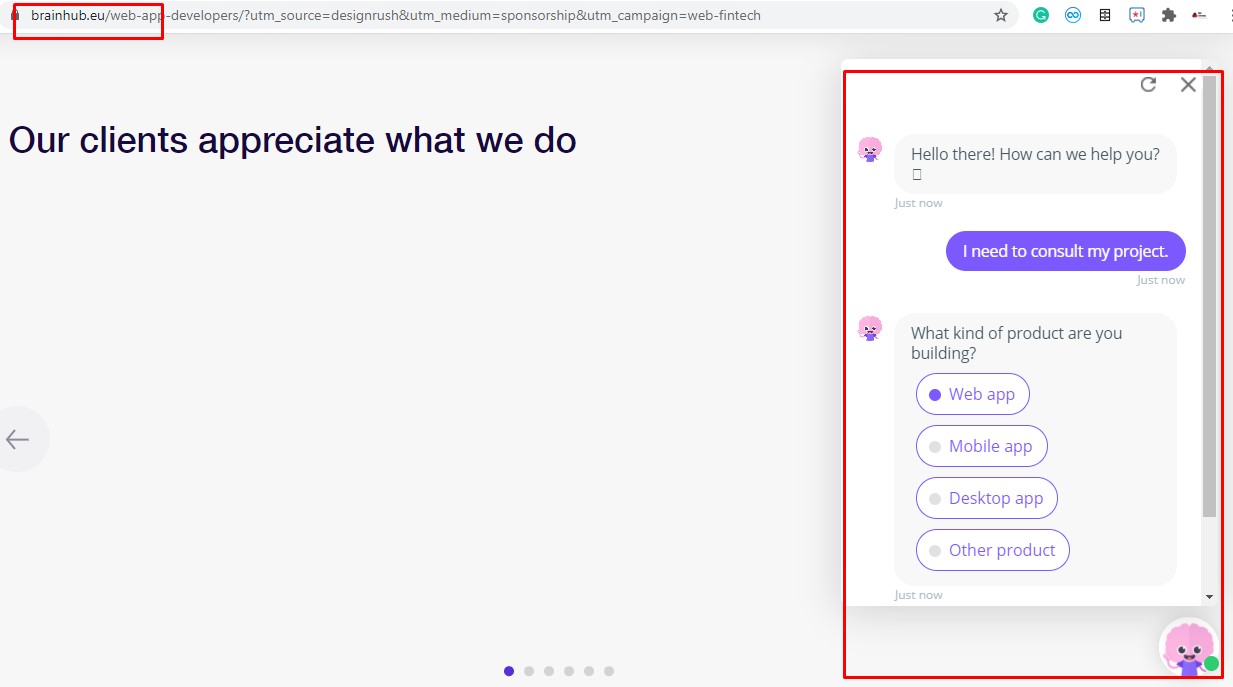 brainhub.eu/web-app-developers/?utm_source=designrush&utm_medium=sponsorship&utm_campaign=web-fintech
Our clients appreciate what we do
Hello there! How can we help you?
Just now
I need to consult my project.
Just now
What kind of product are you
building?
Web app
Mobile app
Desktop app
Other product
Just now